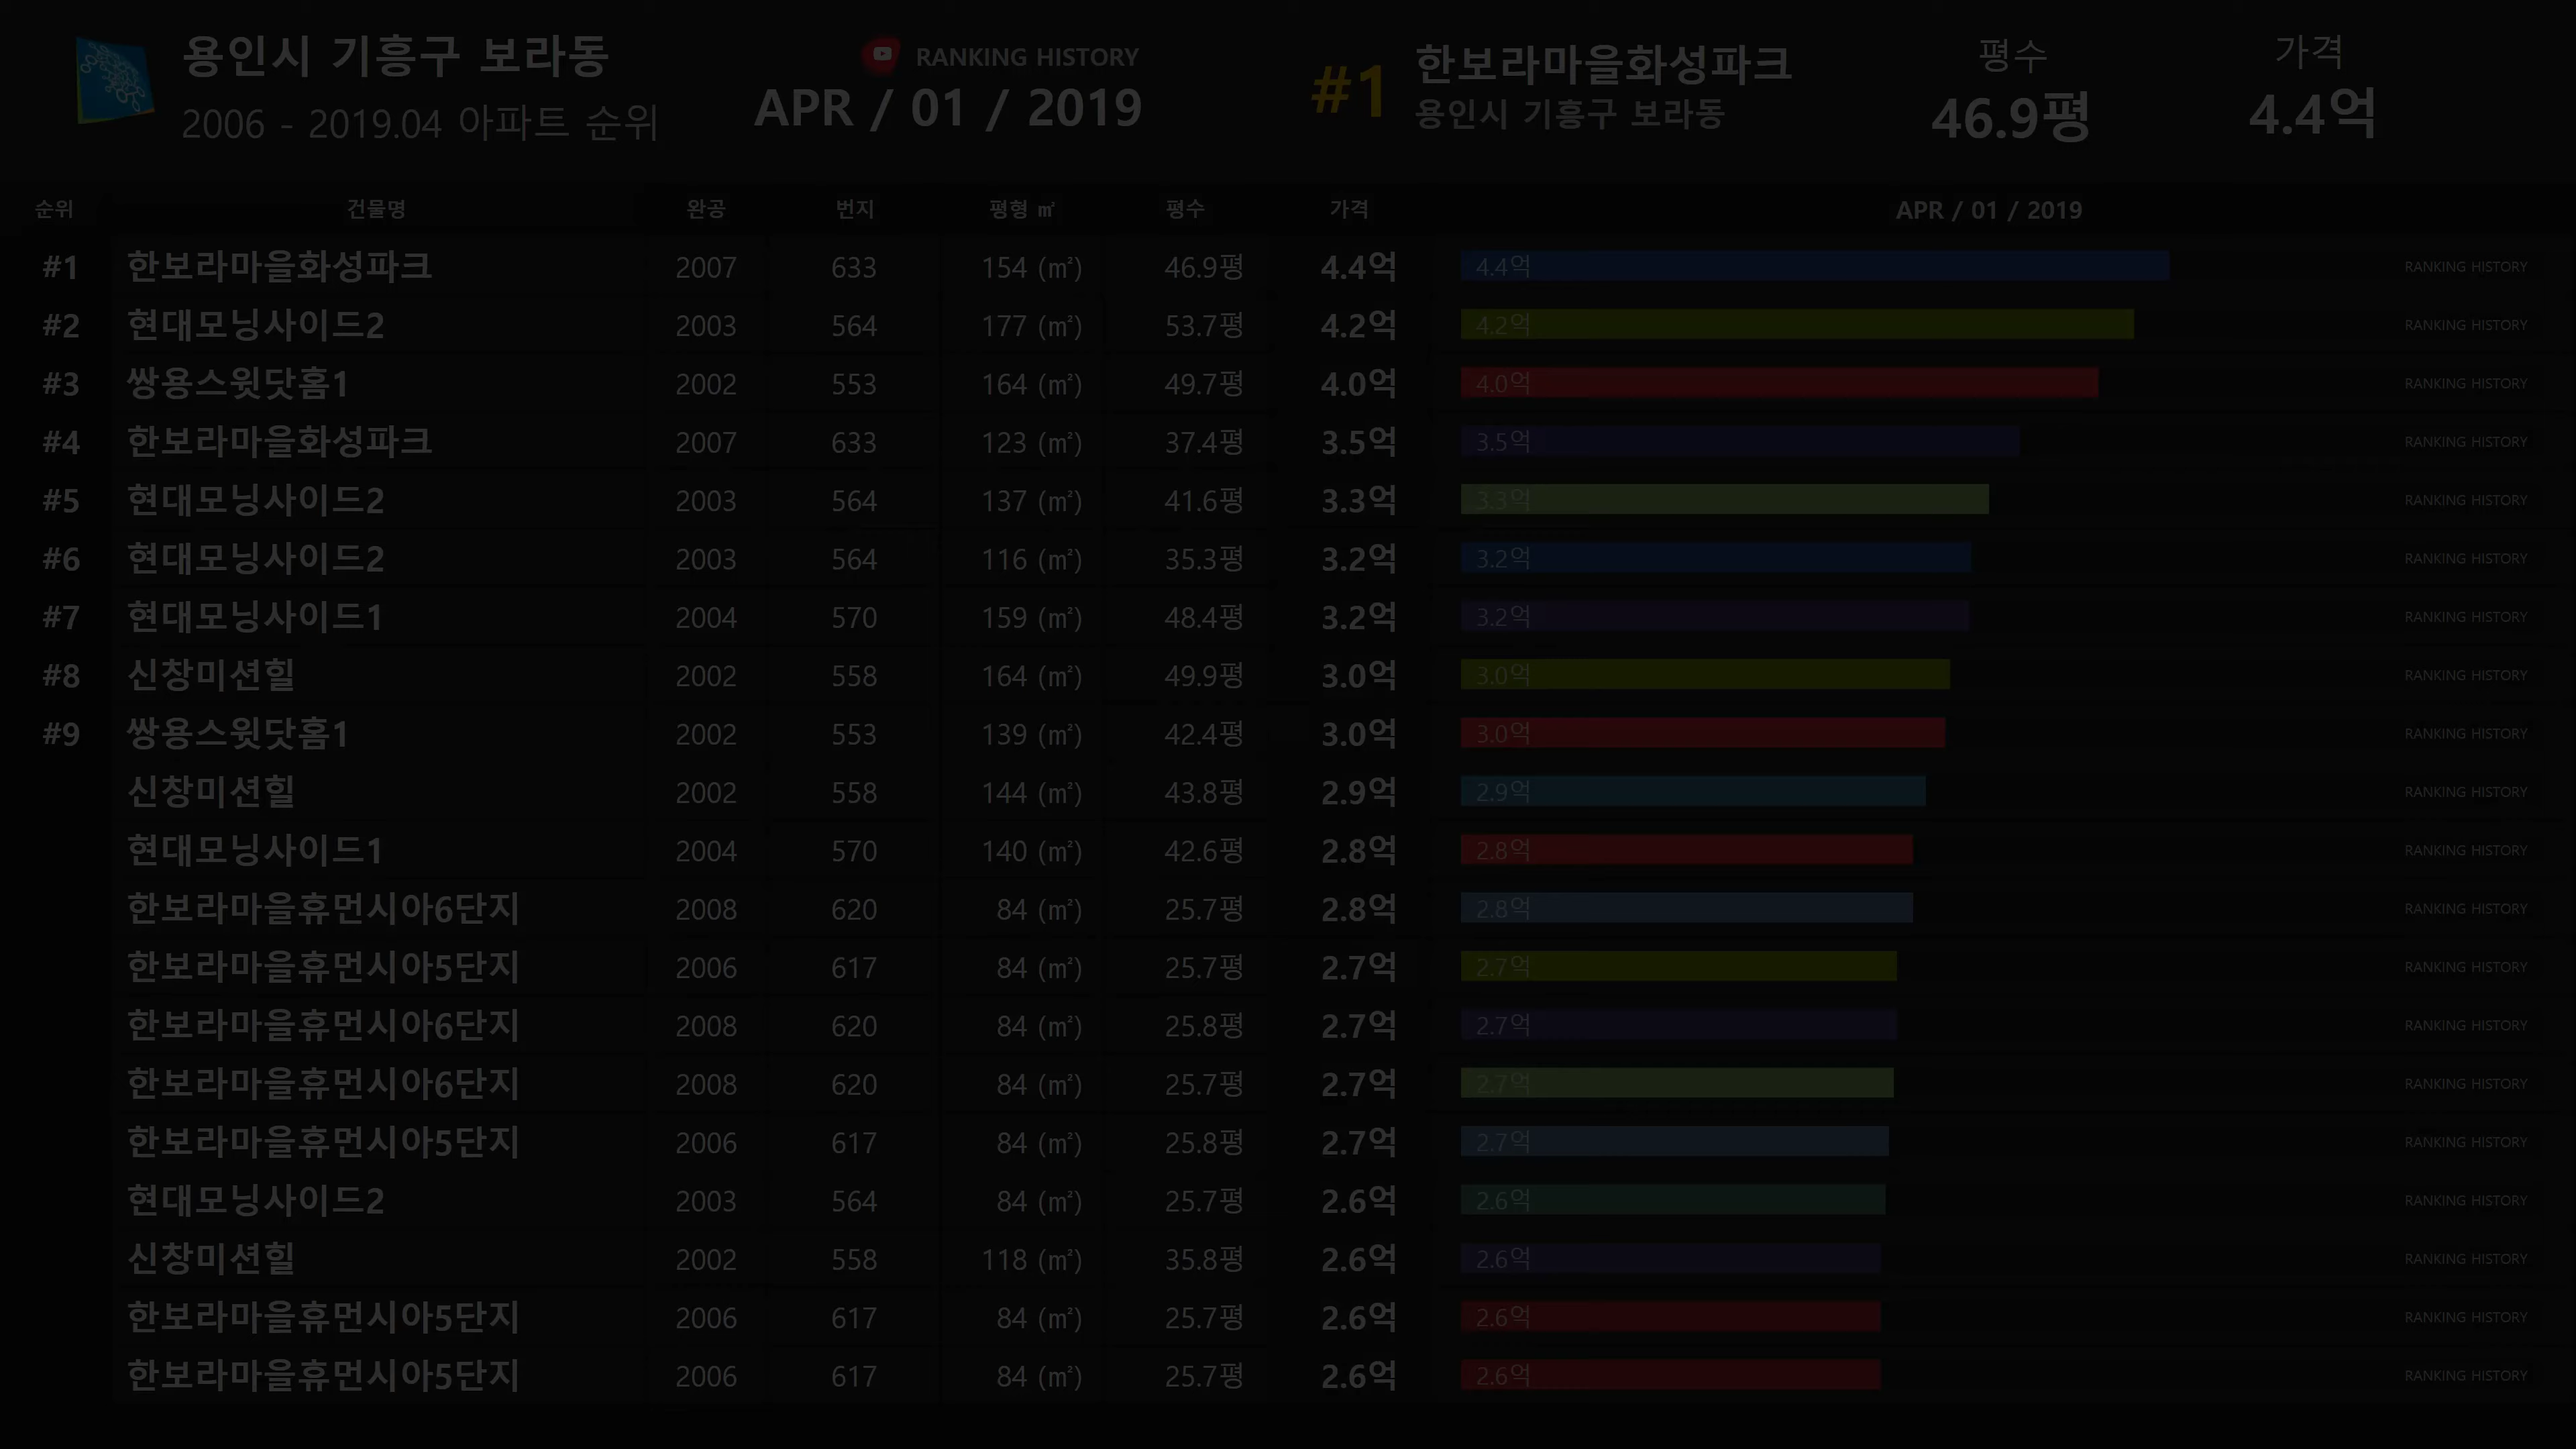 용인시 기흥구 보라동
2006 - 2019.04 아파트 순위
RANKING HISTORY
APR / 01 / 2019
#1
한보라마을화성파크
용인시 기흥구 보라동
평수
46.9평
가격
4.4억
순위 건물명 완공 번지 평형 ㎡ 평수 가격 APR / 01 / 2019
#1 한보라마을화성파크 2007 633 154 (㎡) 46.9평 4.4억 4.4억 RANKING HISTORY
#2 현대모닝사이드2 2003 564 177 (㎡) 53.7평 4.2억 4.2억 RANKING HISTORY
#3 쌍용스윗닷홈1 2002 553 164 (㎡) 49.7평 4.0억 4.0억 RANKING HISTORY
#4 한보라마을화성파크 2007 633 123 (㎡) 37.4평 3.5억 3.5억 RANKING HISTORY
#5 현대모닝사이드2 2003 564 137 (㎡) 41.6평 3.3억 3.3억 RANKING HISTORY
#6 현대모닝사이드2 2003 564 116 (㎡) 35.3평 3.2억 3.2억 RANKING HISTORY
#7 현대모닝사이드1 2004 570 159 (㎡) 48.4평 3.2억 3.2억 RANKING HISTORY
#8 신창미션힐 2002 558 164 (㎡) 49.9평 3.0억 3.0억 RANKING HISTORY
#9 쌍용스윗닷홈1 2002 553 139 (㎡) 42.4평 3.0억 3.0억 RANKING HISTORY
신창미션힐 2002 558 144 (㎡) 43.8평 2.9억 2.9억 RANKING HISTORY
현대모닝사이드1 2004 570 140 (㎡) 42.6평 2.8억 2.8억 RANKING HISTORY
한보라마을휴먼시아6단지 2008 620 84 (㎡) 25.7평 2.8억 2.8억 RANKING HISTORY
한보라마을휴먼시아5단지 2006 617 84 (㎡) 25.7평 2.7억 2.7억 RANKING HISTORY
한보라마을휴먼시아6단지 2008 620 84 (㎡) 25.8평 2.7억 2.7억 RANKING HISTORY
한보라마을휴먼시아6단지 2008 620 84 (㎡) 25.7평 2.7억 2.7억 RANKING HISTORY
한보라마을휴먼시아5단지 2006 617 84 (㎡) 25.8평 2.7억 2.7억 RANKING HISTORY
현대모닝사이드2 2003 564 84 (㎡) 25.7평 2.6억 2.6억 RANKING HISTORY
신창미션힐 2002 558 118 (㎡) 35.8평 2.6억 2.6억 RANKING HISTORY
한보라마을휴먼시아5단지 2006 617 84 (㎡) 25.7평 2.6억 2.6억 RANKING HISTORY
한보라마을휴먼시아5단지 2006 617 84 (㎡) 25.7평 2.6억 2.6억 RANKING HISTORY